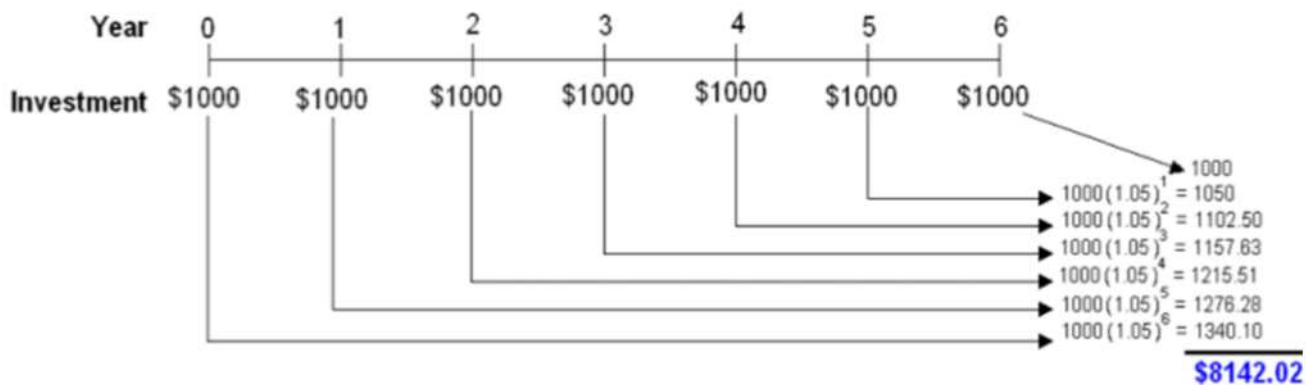 Year 0 1 2 3 4 5 6
Investment $1000 $1000 $1000 $1000 $1000 $1000 $1000
1000
1000(1.05)^1 = 1050
1000(1.05)^2 = 1102.50
1000(1.05)^3 = 1157.63
1000(1.05)^4 = 1215.51
1000(1.05)^5 = 1276.28
1000(1.05)^6 = 1340.10
$8142.02